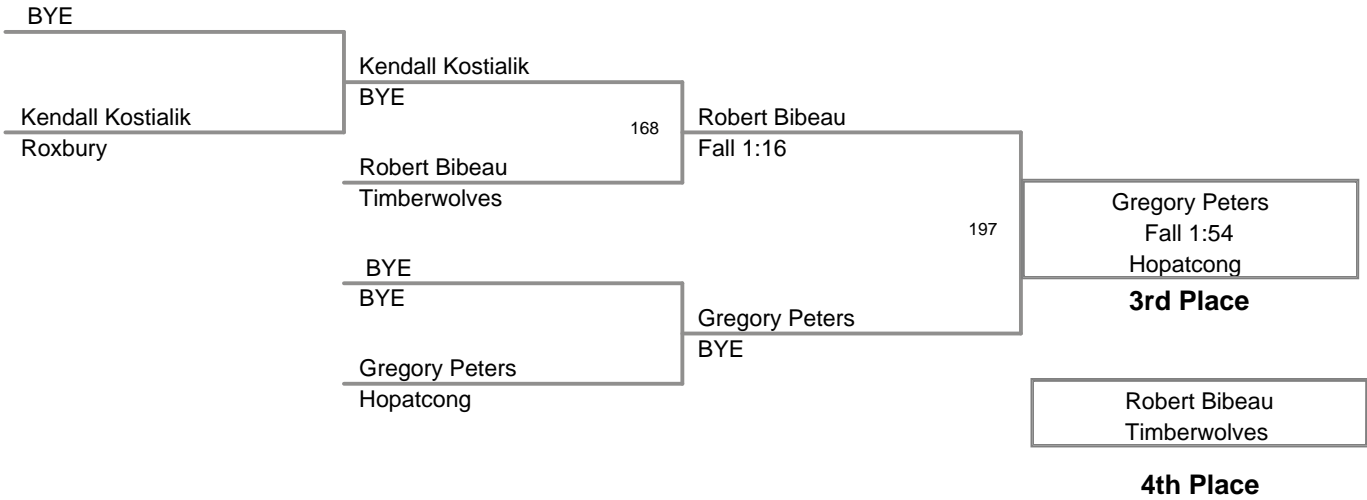 BYE
Kendall Kostialik
BYE
Kendall Kostialik
Roxbury
168
Robert Bibeau
Fall 1:16
Robert Bibeau
Timberwolves
Gregory Peters
Fall 1:54
Hopatcong
3rd Place
197
BYE
BYE
Gregory Peters
BYE
Gregory Peters
Hopatcong
Robert Bibeau
Timberwolves
4th Place